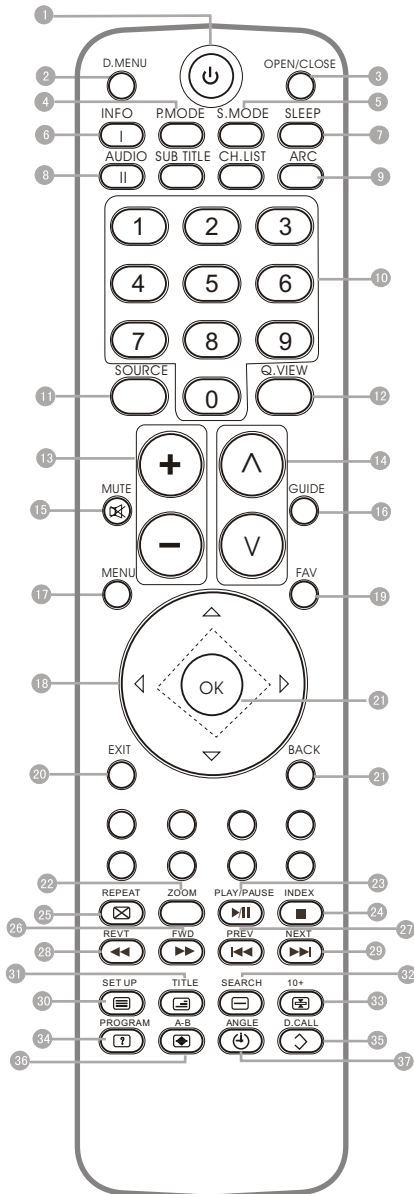 1
D.MENU OPEN/CLOSE
2 3
4 5
INFO P.MODE S.MODE SLEEP
6 I 7
AUDIO SUB TITLE CH.LIST ARC
8 II 9
1 2 3
4 5 6 10
7 8 9
SOURCE Q.VIEW
11 0 12
13 + ∧ 14
MUTE GUIDE
15 16
− ∨
MENU FAV
17 19
18 OK 21
EXIT BACK
20 21
22 23
REPEAT ZOOM PLAY/PAUSE INDEX
25 24
26 27
REVT FWD PREV NEXT
28 29
31 32
SET UP TITLE SEARCH 10+
30 33
PROGRAM A-B ANGLE D.CALL
34 ? 35
36 37